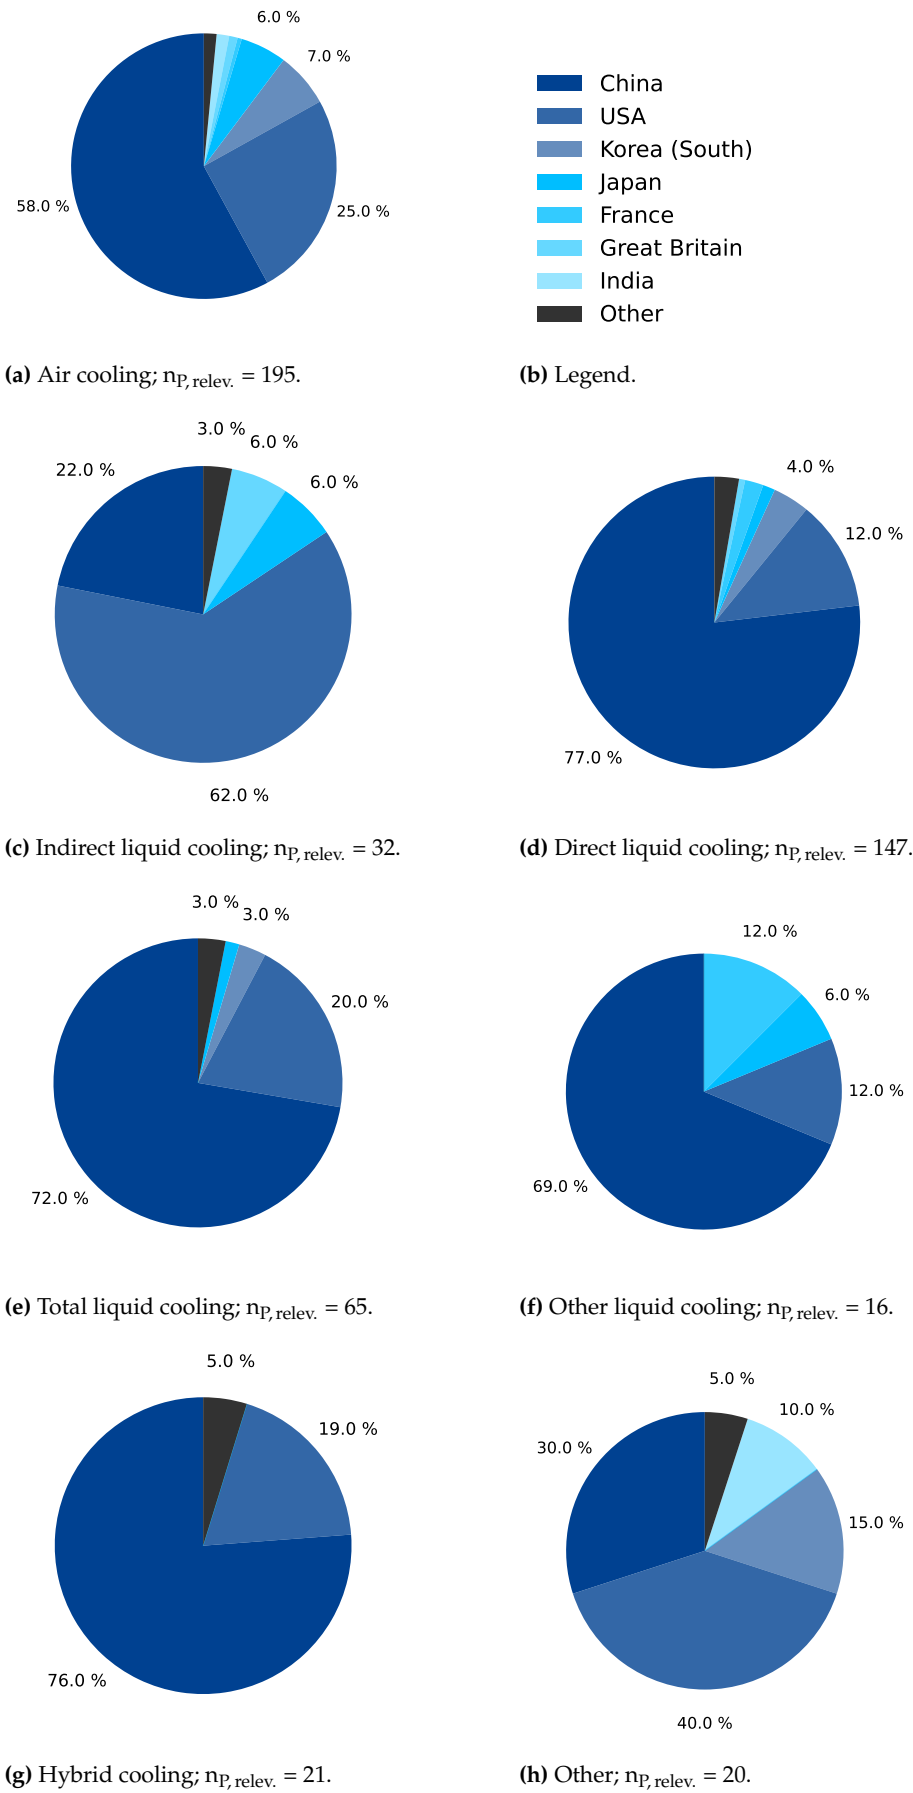 6.0 %
7.0 %
58.0 %
25.0 %
China
USA
Korea (South)
Japan
France
Great Britain
India
Other
(a) Air cooling; nP, relev. = 195.
(b) Legend.
3.0 %
6.0 %
22.0 %
6.0 %
62.0 %
4.0 %
12.0 %
77.0 %
(c) Indirect liquid cooling; nP, relev. = 32.
(d) Direct liquid cooling; nP, relev. = 147.
3.0 %
3.0 %
20.0 %
72.0 %
12.0 %
6.0 %
12.0 %
69.0 %
(e) Total liquid cooling; nP, relev. = 65.
(f) Other liquid cooling; nP, relev. = 16.
5.0 %
19.0 %
76.0 %
5.0 %
10.0 %
30.0 %
15.0 %
40.0 %
(g) Hybrid cooling; nP, relev. = 21.
(h) Other; nP, relev. = 20.